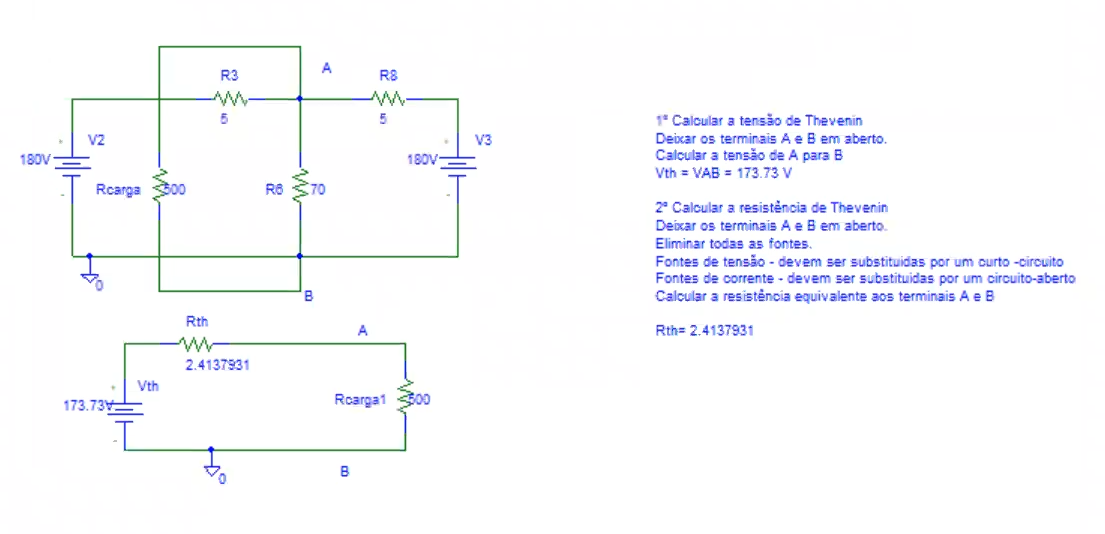 R3
A
R8
5
5
V2
V3
180V
180V
Rcarga
500
R6
70
0
B
Rth
A
2.4137931
Vth
173.73V
Rcarga1
500
0
B
1ª Calcular a tensão de Thevenin
Deixar os terminais A e B em aberto.
Calcular a tensão de A para B
Vth = VAB = 173.73 V
2ª Calcular a resistência de Thevenin
Deixar os terminais A e B em aberto.
Eliminar todas as fontes.
Fontes de tensão - devem ser substituidas por um curto -circuito
Fontes de corrente - devem ser substituidas por um circuito-aberto
Calcular a resistência equivalente aos terminais A e B
Rth= 2.4137931